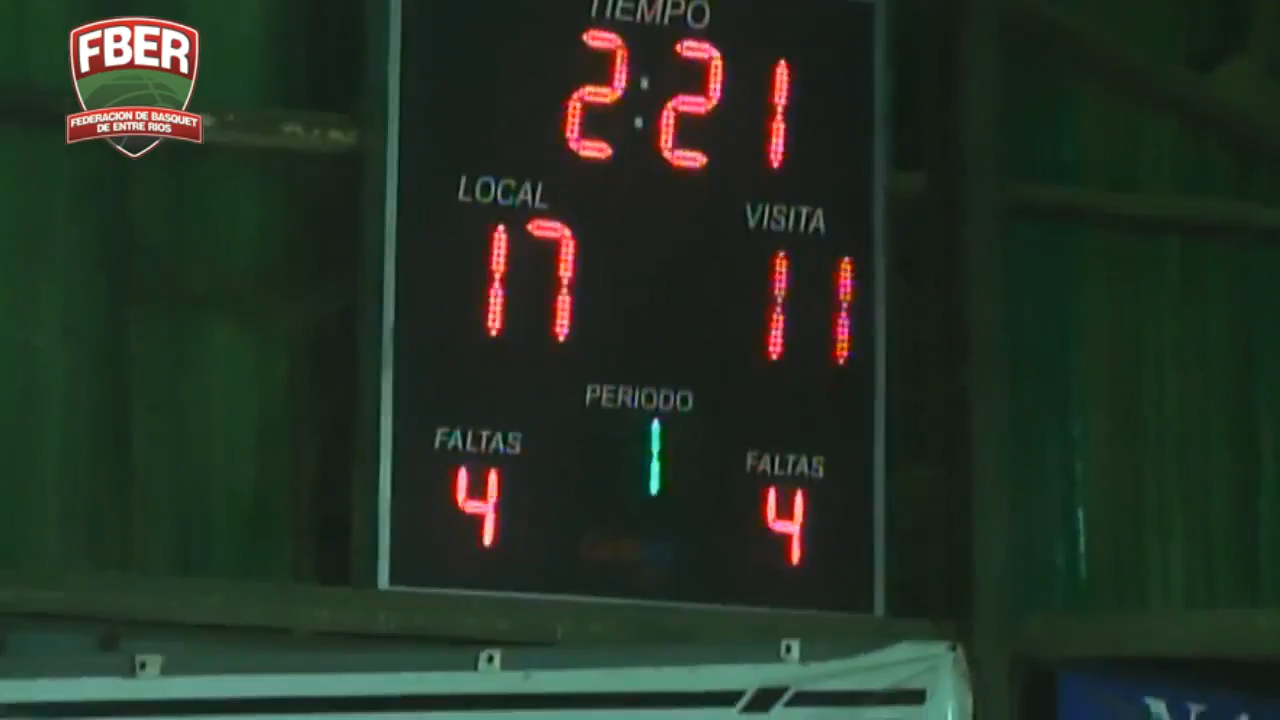 FBER
FEDERACION DE BASQUET
DE ENTRE RIOS
TIEMPO
2:21
LOCAL
VISITA
17
11
PERIODO
1
FALTAS
FALTAS
4
4